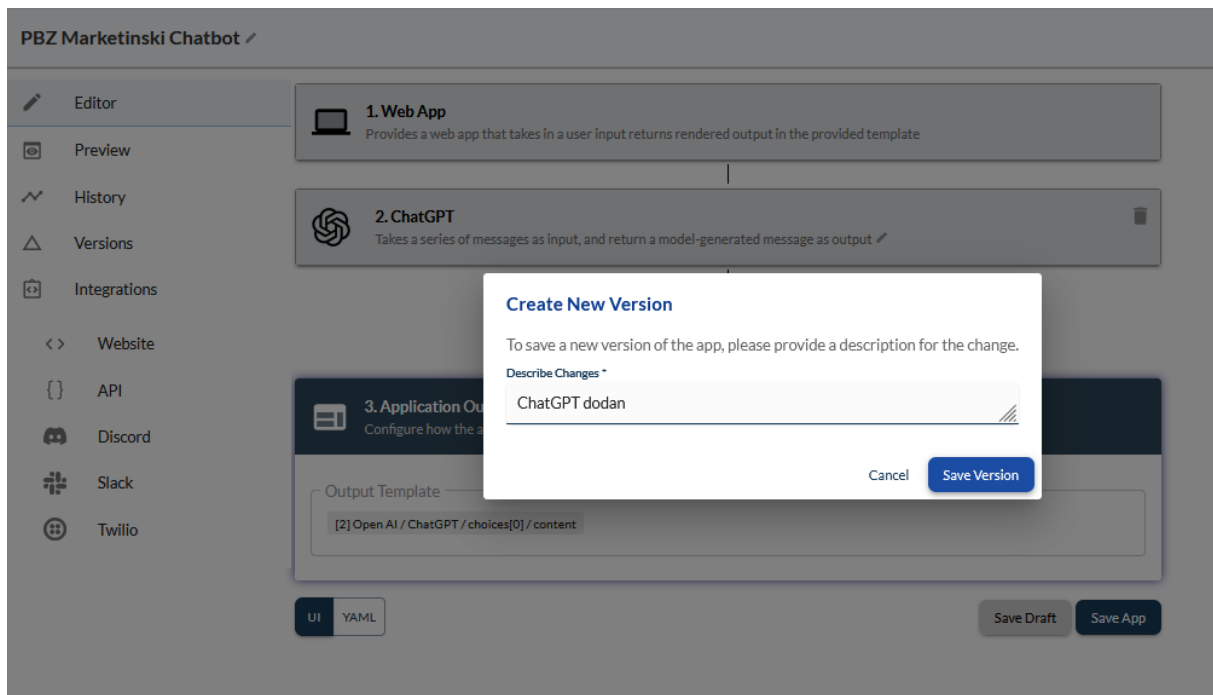 PBZ Marketinski Chatbot
Editor
Preview
History
Versions
Integrations
Website
API
Discord
Slack
Twilio
1. Web App
Provides a web app that takes in a user input returns rendered output in the provided template
2. ChatGPT
Takes a series of messages as input, and return a model-generated message as output
Create New Version
To save a new version of the app, please provide a description for the change.
Describe Changes *
ChatGPT dodan
Cancel
Save Version
3. Application Ou
Configure how the a
Output Template
[2] Open AI / ChatGPT / choices[0] / content
UI
YAML
Save Draft
Save App